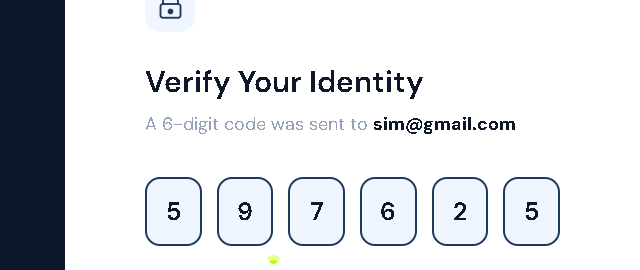 Verify Your Identity
A 6-digit code was sent to sim@gmail.com
5 9 7 6 2 5